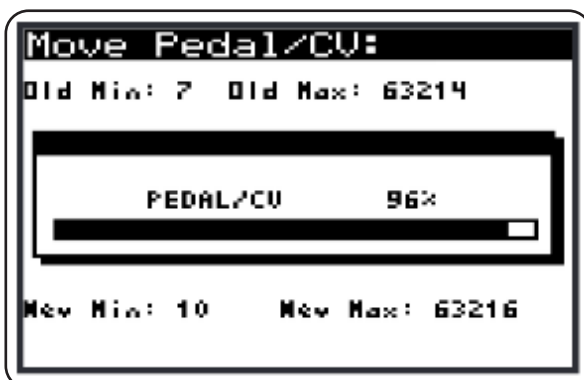 Move Pedal/CV:
Old Min: 7 Old Max: 63214
PEDAL/CV 96%
New Min: 10 New Max: 63216